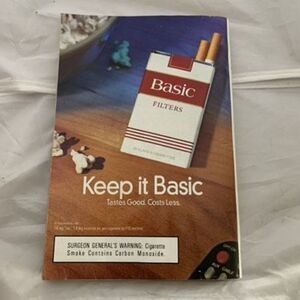 Basic
FILTERS
Keep it Basic
Tastes Good. Costs Less.
SURGEON GENERAL'S WARNING: Cigarette
Smoke Contains Carbon Monoxide.